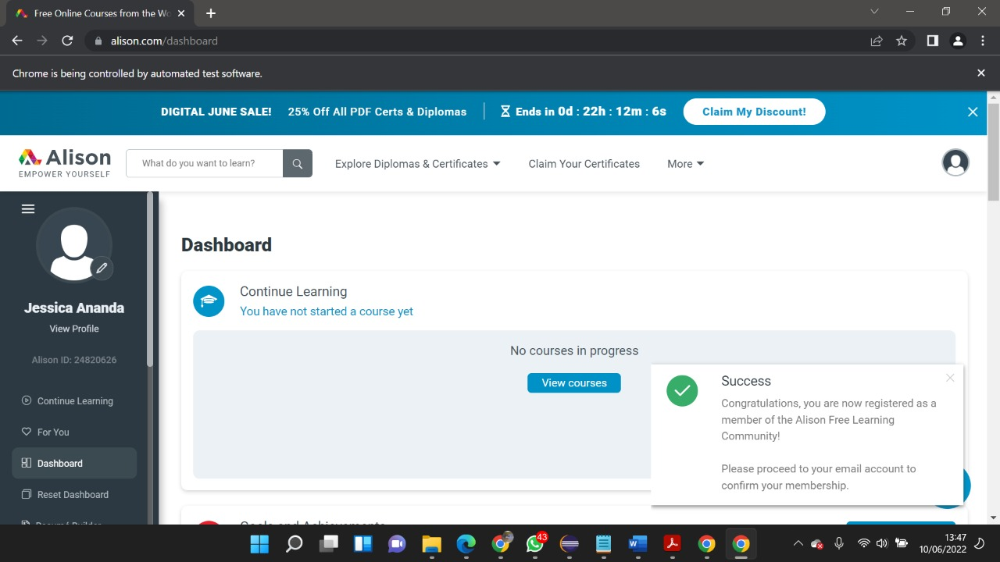 Free Online Courses from the Wo
alison.com/dashboard
Chrome is being controlled by automated test software.
DIGITAL JUNE SALE! 25% Off All PDF Certs & Diplomas Ends in 0d : 22h : 12m : 6s Claim My Discount!
Alison
EMPOWER YOURSELF
What do you want to learn?
Explore Diplomas & Certificates
Claim Your Certificates
More
Jessica Ananda
View Profile
Alison ID: 24820626
Continue Learning
For You
Dashboard
Reset Dashboard
Resumé Builder
Dashboard
Continue Learning
You have not started a course yet
No courses in progress
View courses
Goals and Achievements
Success
Congratulations, you are now registered as a
member of the Alison Free Learning
Community!
Please proceed to your email account to
confirm your membership.
43
13:47
10/06/2022